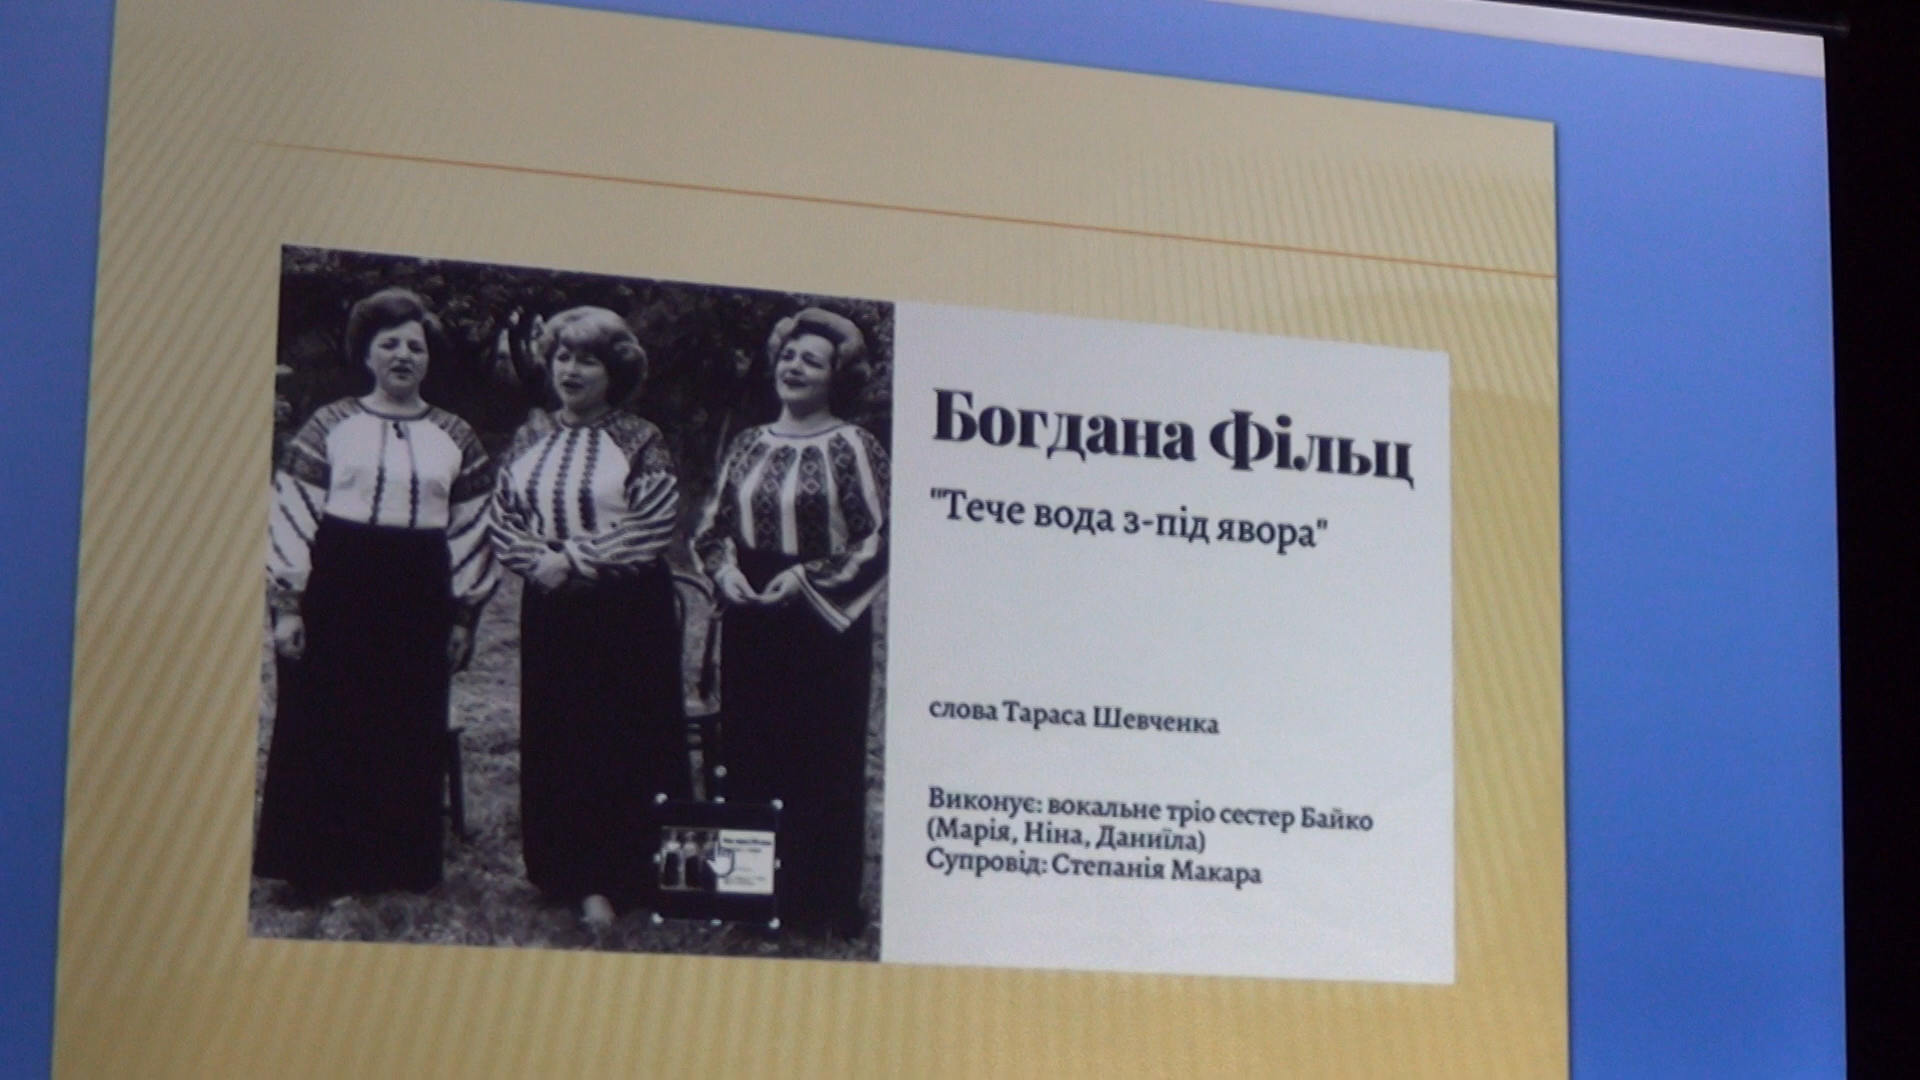 Богдана Фільц
"Тече вода з-під явора"
слова Тараса Шевченка
Виконує: вокальне тріо сестер Байко
(Марія, Ніна, Даниїла)
Супровід: Степанія Макара